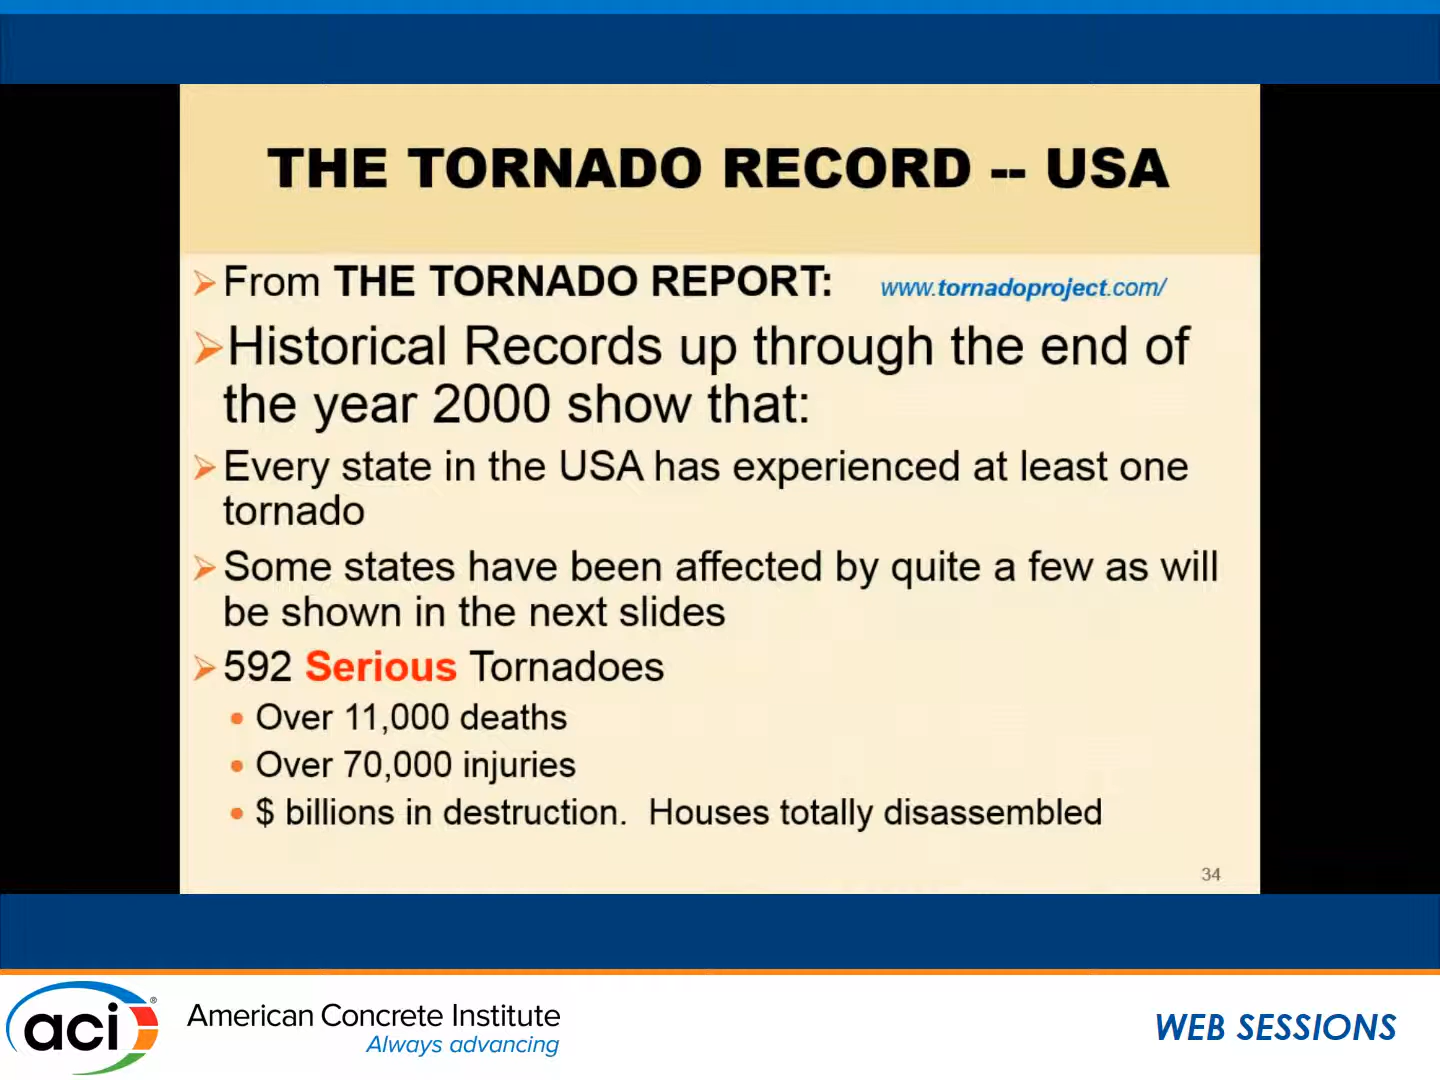 THE TORNADO RECORD -- USA
From THE TORNADO REPORT: www.tornadoproject.com/
Historical Records up through the end of
the year 2000 show that:
Every state in the USA has experienced at least one
tornado
Some states have been affected by quite a few as will
be shown in the next slides
592 Serious Tornadoes
Over 11,000 deaths
Over 70,000 injuries
$ billions in destruction. Houses totally disassembled
34
aci®
American Concrete Institute
Always advancing
WEB SESSIONS